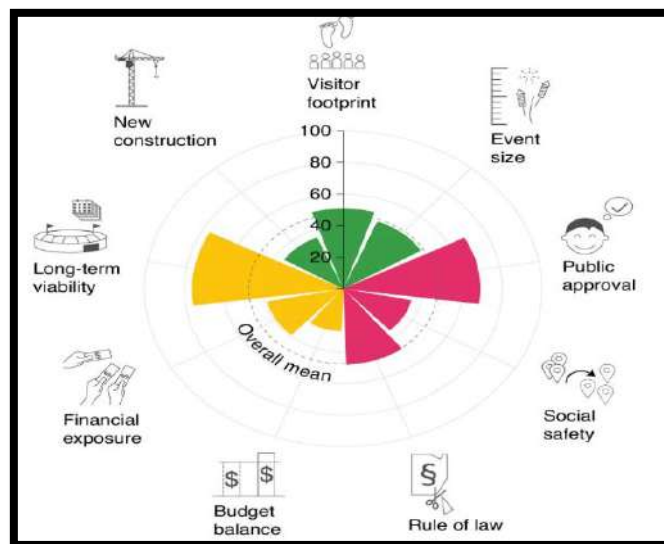 Visitor
footprint
New
construction
Event
size
100
80
60
40
20
Long-term
viability
Public
approval
Overall mean
Financial
exposure
Social
safety
$ $
§
Budget
balance
Rule of law